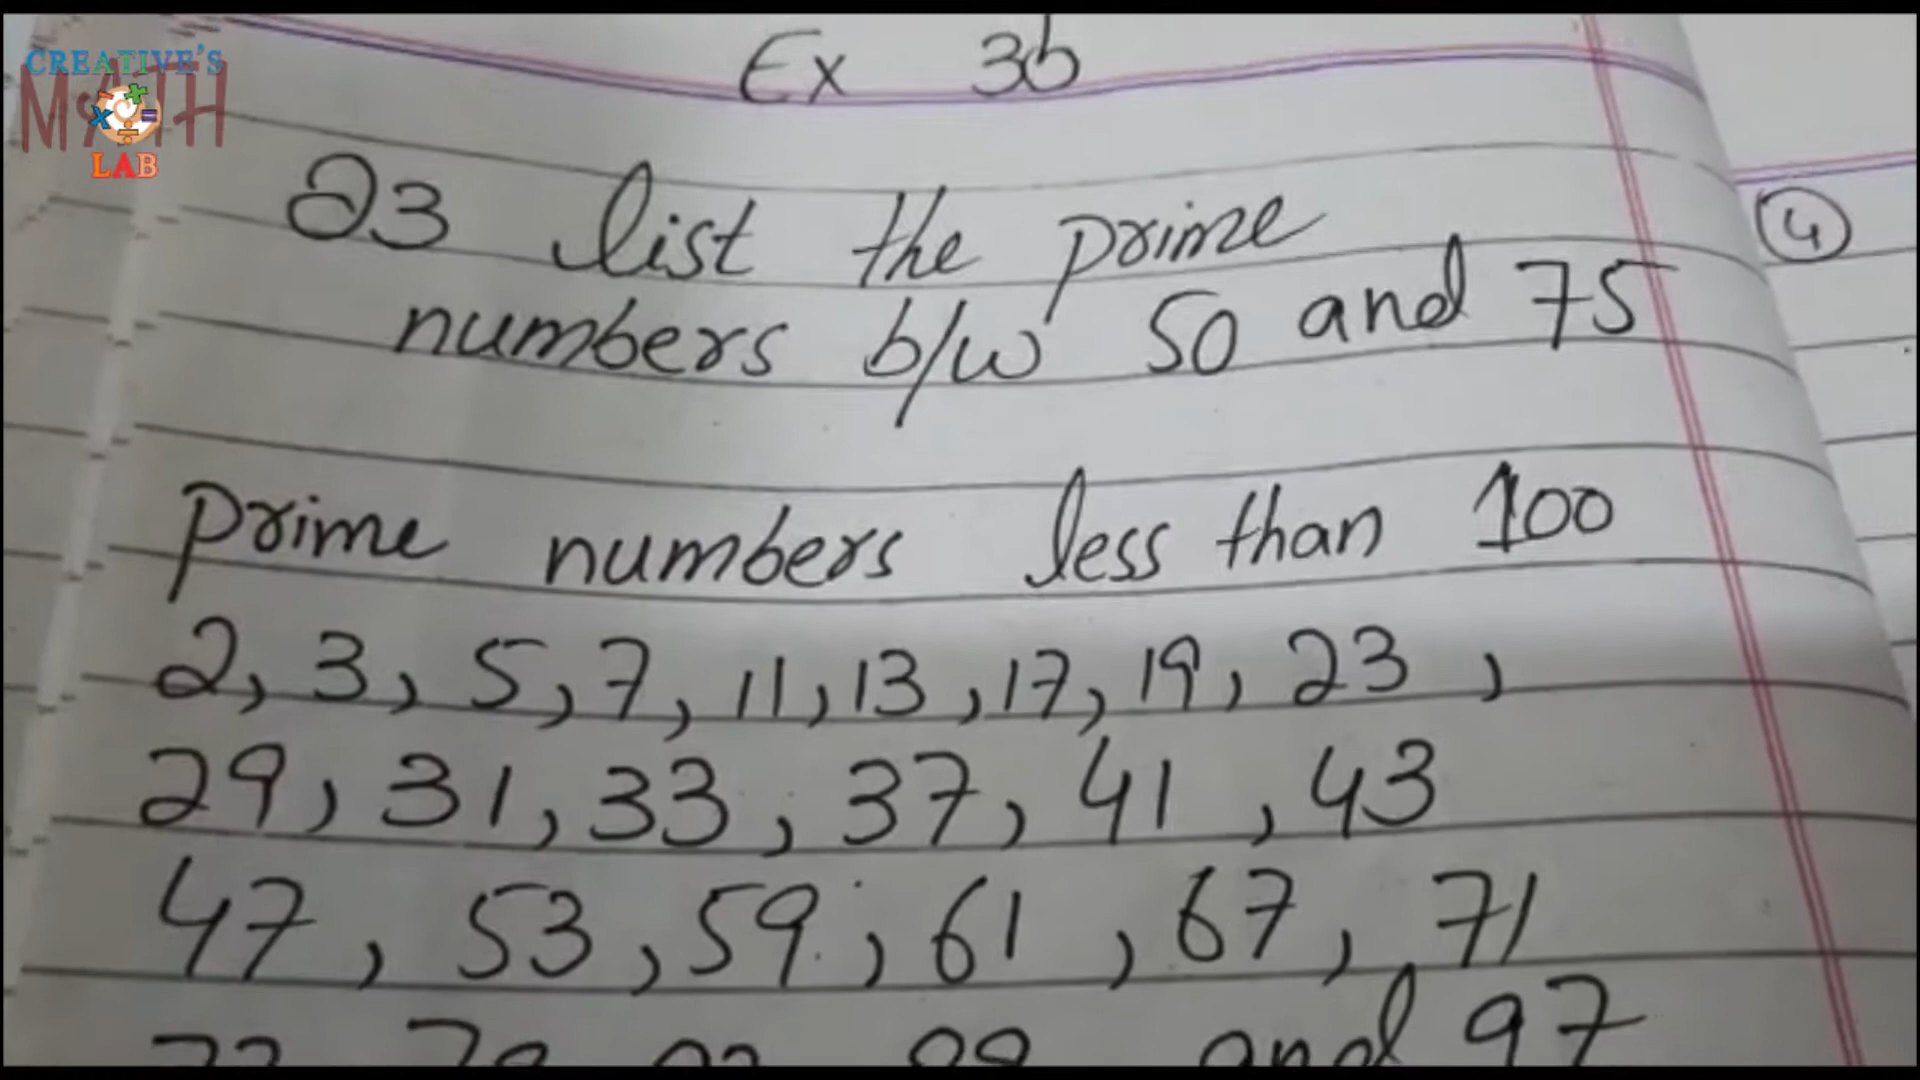 CREATIVE'S
MATH
LAB
Ex 3b
Q3 list the prime
numbers b/w 50 and 75
4
prime numbers less than 100
2, 3, 5, 7, 11, 13, 17, 19, 23,
29, 31, 33, 37, 41, 43
47, 53, 59, 61, 67, 71
and 97